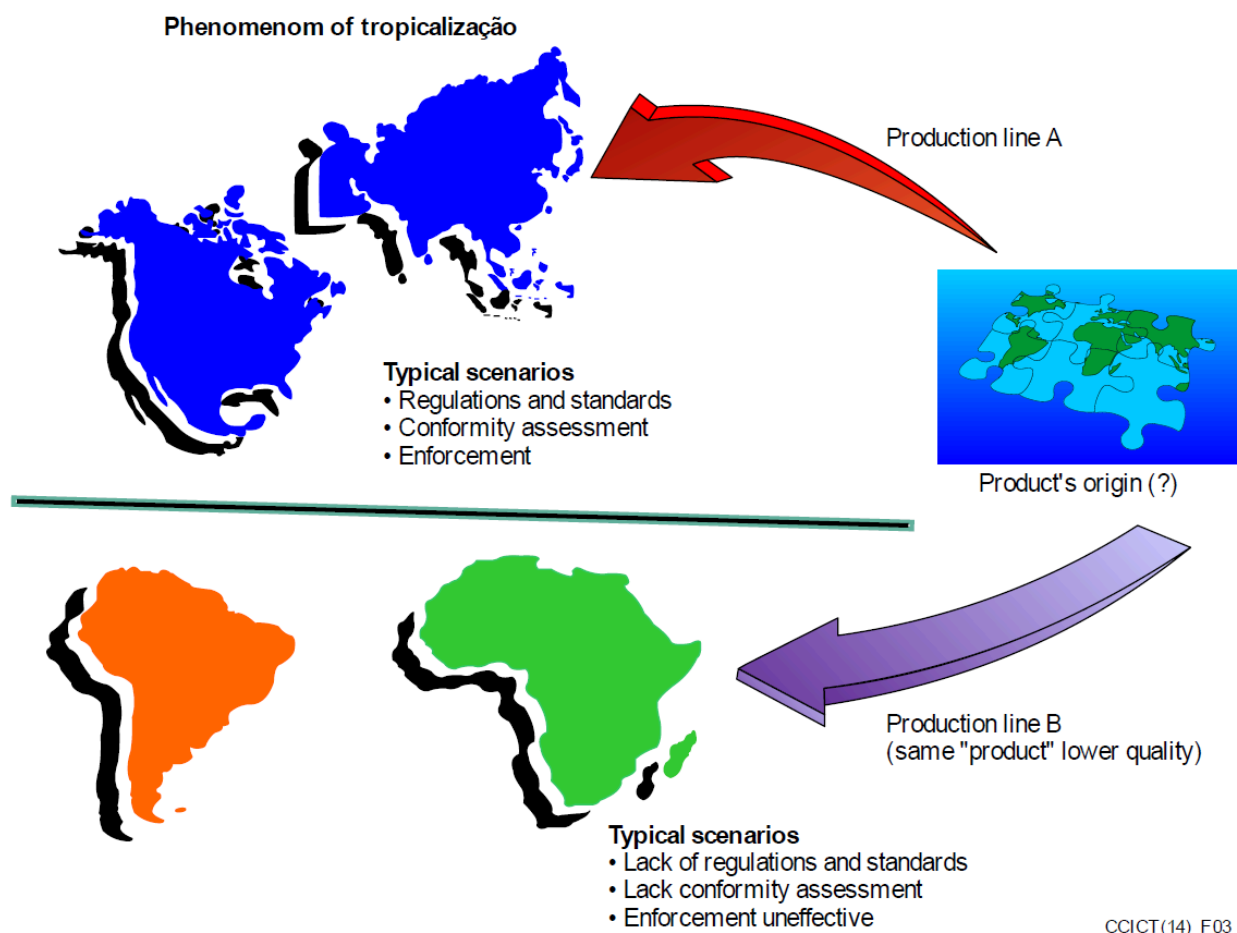 Phenomenom of tropicalização
Production line A
Typical scenarios
• Regulations and standards
• Conformity assessment
• Enforcement
Product's origin (?)
Production line B
(same "product" lower quality)
Typical scenarios
• Lack of regulations and standards
• Lack conformity assessment
• Enforcement uneffective
CCICT(14)_F03